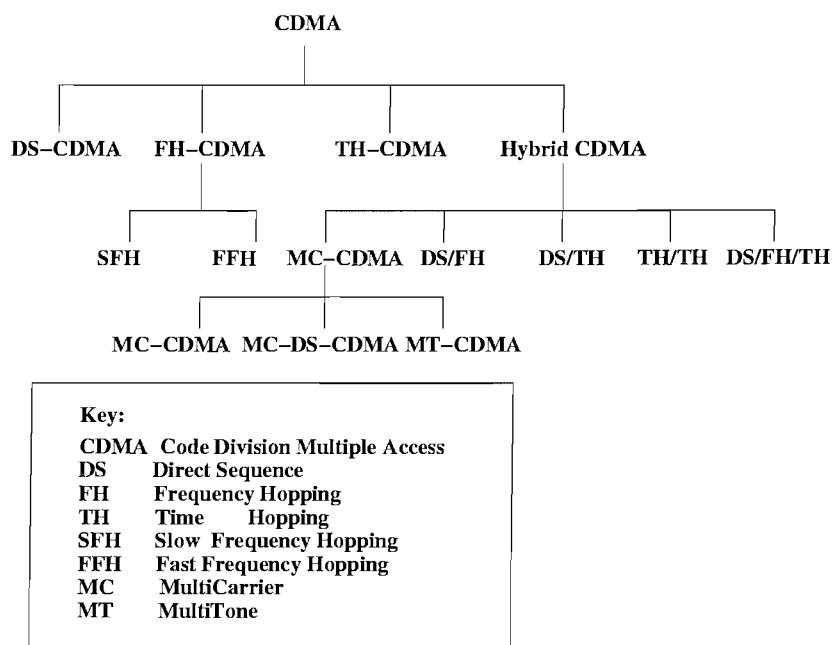 CDMA
DS–CDMA FH–CDMA TH–CDMA Hybrid CDMA
SFH FFH MC–CDMA DS/FH DS/TH TH/TH DS/FH/TH
MC–CDMA MC–DS–CDMA MT–CDMA
Key:
CDMA Code Division Multiple Access
DS Direct Sequence
FH Frequency Hopping
TH Time Hopping
SFH Slow Frequency Hopping
FFH Fast Frequency Hopping
MC MultiCarrier
MT MultiTone